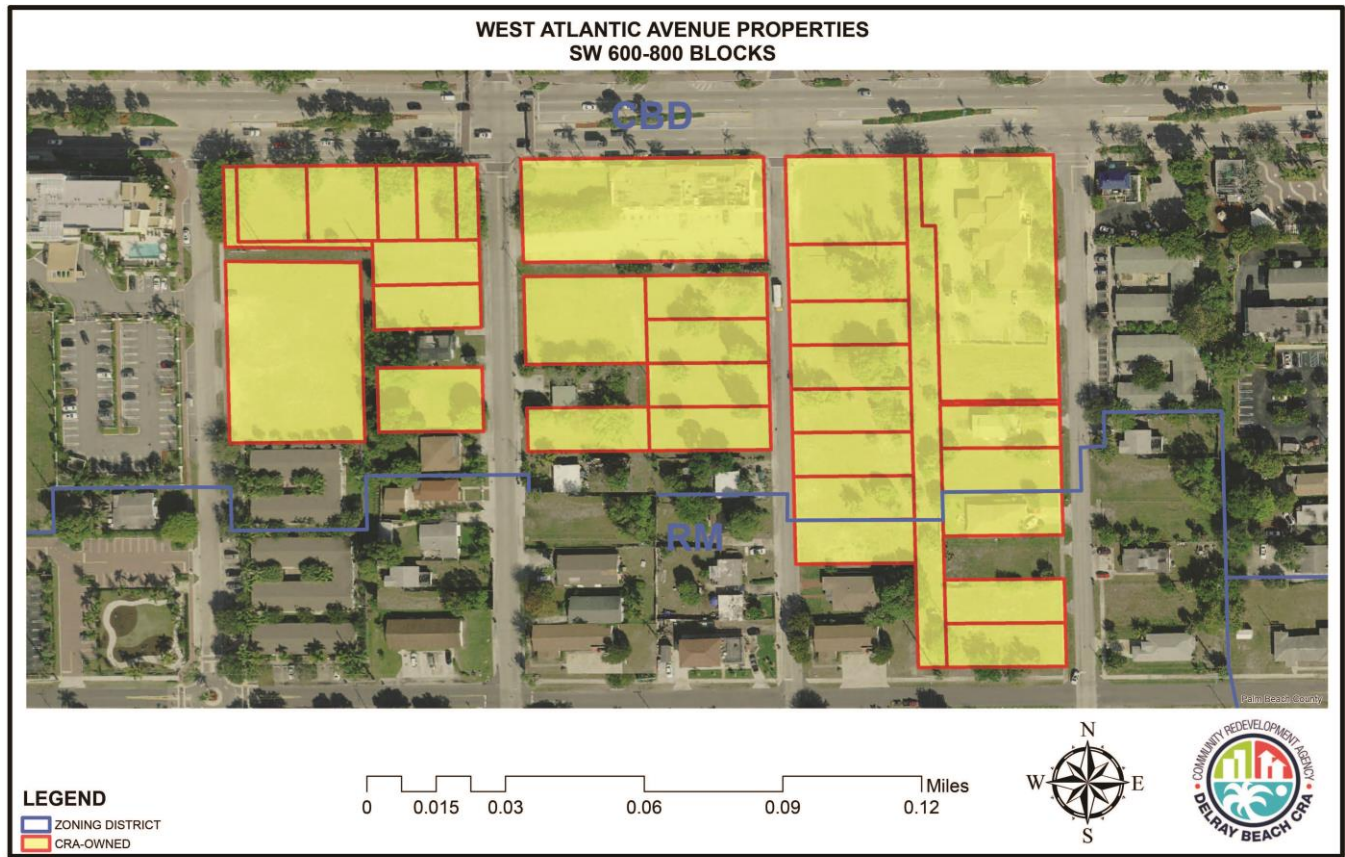 WEST ATLANTIC AVENUE PROPERTIES
SW 600-800 BLOCKS
CBD
RM
Palm Beach County
LEGEND
ZONING DISTRICT
CRA-OWNED
0 0.015 0.03 0.06 0.09 0.12
Miles
N
W E
S
COMMUNITY REDEVELOPMENT AGENCY
• DELRAY BEACH CRA •